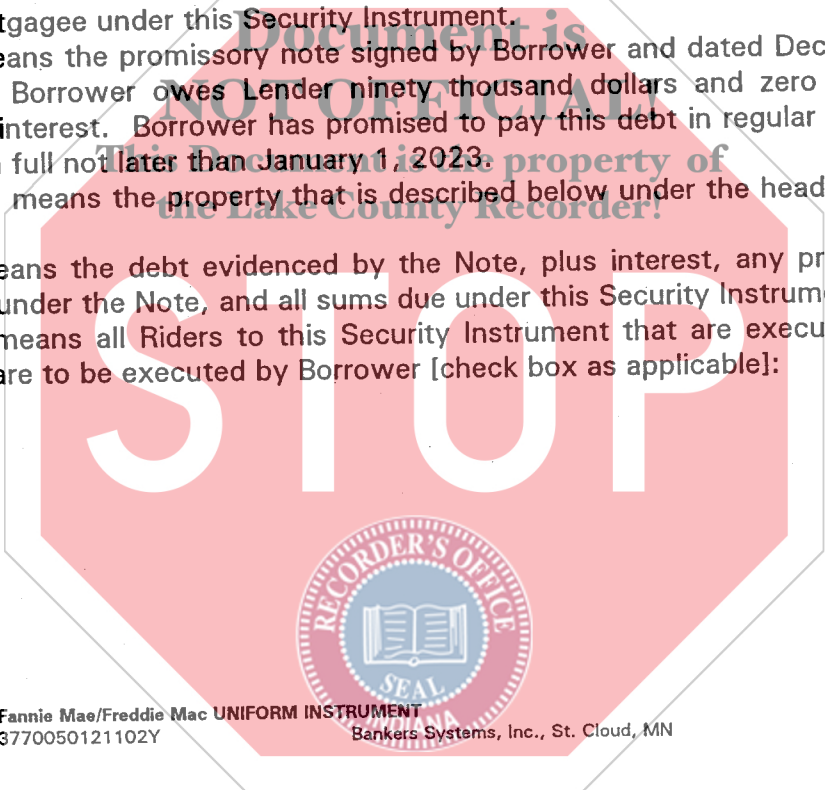 tgagee under this Security Instrument.
Document is
eans the promissory note signed by Borrower and dated Dec
NOT OFFICIAL!
Borrower owes Lender ninety thousand dollars and zero
interest. Borrower has promised to pay this debt in regular
This Document is the property of
full not later than January 1, 2023.
means the property that is described below under the head
the Lake County Recorder!
eans the debt evidenced by the Note, plus interest, any pr
under the Note, and all sums due under this Security Instrum
means all Riders to this Security Instrument that are execu
are to be executed by Borrower [check box as applicable]:
STOP
RECORDER'S OFFICE
SEAL
INDIANA
Fannie Mae/Freddie Mac UNIFORM INSTRUMENT
3770050121102Y
Bankers Systems, Inc., St. Cloud, MN